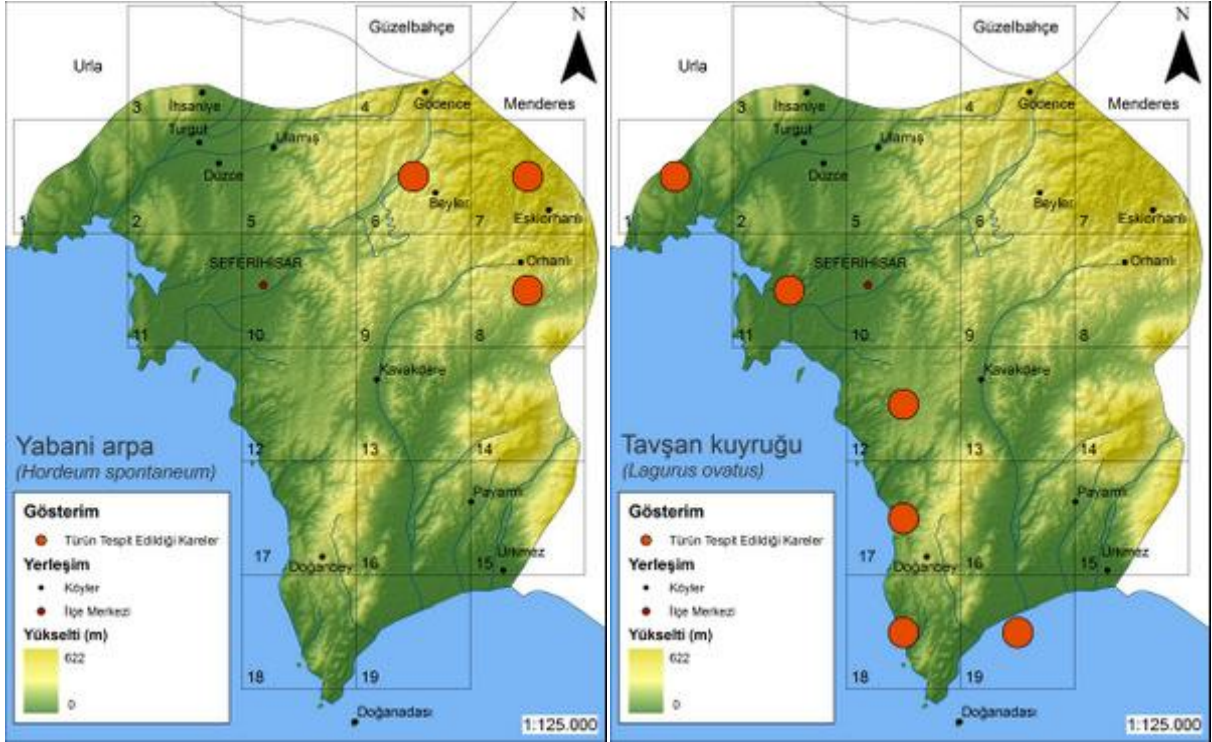 N
Güzelbahçe
Urla
Menderes
3
4
İhsaniye
Gödence
Turgut
Ulamış
Düzce
Beyler
Eskiorhanlı
1
2
5
6
7
SEFERİHİSAR
Orhanlı
11
10
9
8
Kavakdere
Yabani arpa
(Hordeum spontaneum)
12
13
14
Payamlı
Gösterim
Türün Tespit Edildiği Kareler
Yerleşim
Köyler
İlçe Merkezi
Yükselti (m)
622
0
17
Doğanbey
16
15
Ürkmez
18
19
Doğanadası
1:125.000
N
Güzelbahçe
Urla
Menderes
3
4
İhsaniye
Gödence
Turgut
Ulamış
Düzce
Beyler
Eskiorhanlı
1
2
5
6
7
SEFERİHİSAR
Orhanlı
11
10
9
8
Kavakdere
Tavşan kuyruğu
(Lagurus ovatus)
12
13
14
Payamlı
Gösterim
Türün Tespit Edildiği Kareler
Yerleşim
Köyler
İlçe Merkezi
Yükselti (m)
622
0
17
Doğanbey
16
15
Ürkmez
18
19
Doğanadası
1:125.000